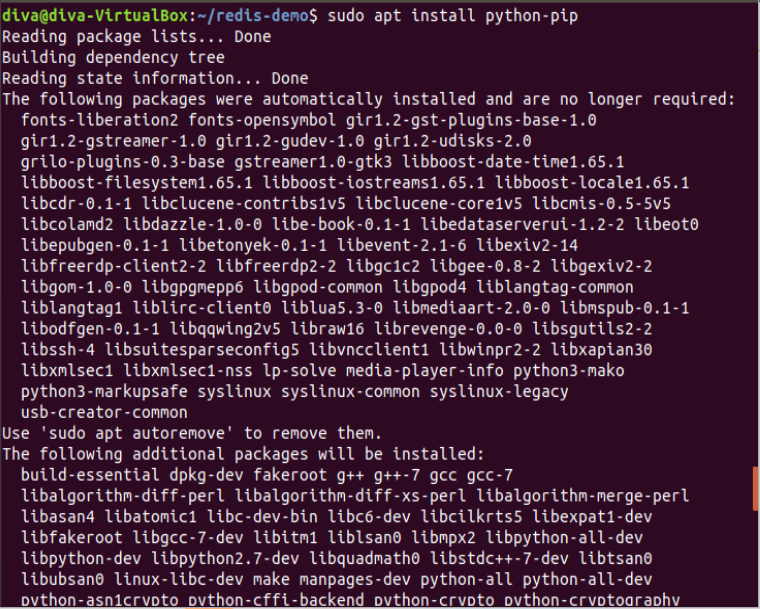 diva@diva-VirtualBox:~/redis-demo$ sudo apt install python-pip
Reading package lists... Done
Building dependency tree
Reading state information... Done
The following packages were automatically installed and are no longer required:
fonts-liberation2 fonts-opensymbol gir1.2-gst-plugins-base-1.0
gir1.2-gstreamer-1.0 gir1.2-gudev-1.0 gir1.2-udisks-2.0
grilo-plugins-0.3-base gstreamer1.0-gtk3 libboost-date-time1.65.1
libboost-filesystem1.65.1 libboost-iostreams1.65.1 libboost-locale1.65.1
libcdr-0.1-1 libclucene-contribs1v5 libclucene-core1v5 libcmis-0.5-5v5
libcolamd2 libdazzle-1.0-0 libe-book-0.1-1 libedataserverui-1.2-2 libeot0
libepubgen-0.1-1 libetonyek-0.1-1 libevent-2.1-6 libexiv2-14
libfreerdp-client2-2 libfreerdp2-2 libgc1c2 libgee-0.8-2 libgexiv2-2
libgom-1.0-0 libgpgmepp6 libgpod-common libgpod4 liblangtag-common
liblangtag1 liblirc-client0 liblua5.3-0 libmediaart-2.0-0 libmspub-0.1-1
libodfgen-0.1-1 libqqwing2v5 libraw16 librevenge-0.0-0 libsgutils2-2
libssh-4 libsuitesparseconfig5 libvncclient1 libwinpr2-2 libxapian30
libxmlsec1 libxmlsec1-nss lp-solve media-player-info python3-mako
python3-markupsafe syslinux syslinux-common syslinux-legacy
usb-creator-common
Use 'sudo apt autoremove' to remove them.
The following additional packages will be installed:
build-essential dpkg-dev fakeroot g++ g++-7 gcc gcc-7
libalgorithm-diff-perl libalgorithm-diff-xs-perl libalgorithm-merge-perl
libasan4 libatomic1 libc-dev-bin libc6-dev libcilkrts5 libexpat1-dev
libfakeroot libgcc-7-dev libitm1 liblsan0 libmpx2 libpython-all-dev
libpython-dev libpython2.7-dev libquadmath0 libstdc++-7-dev libtsan0
libubsan0 linux-libc-dev make manpages-dev python-all python-all-dev
python-asn1crypto python-cffi-backend python-crypto python-cryptography